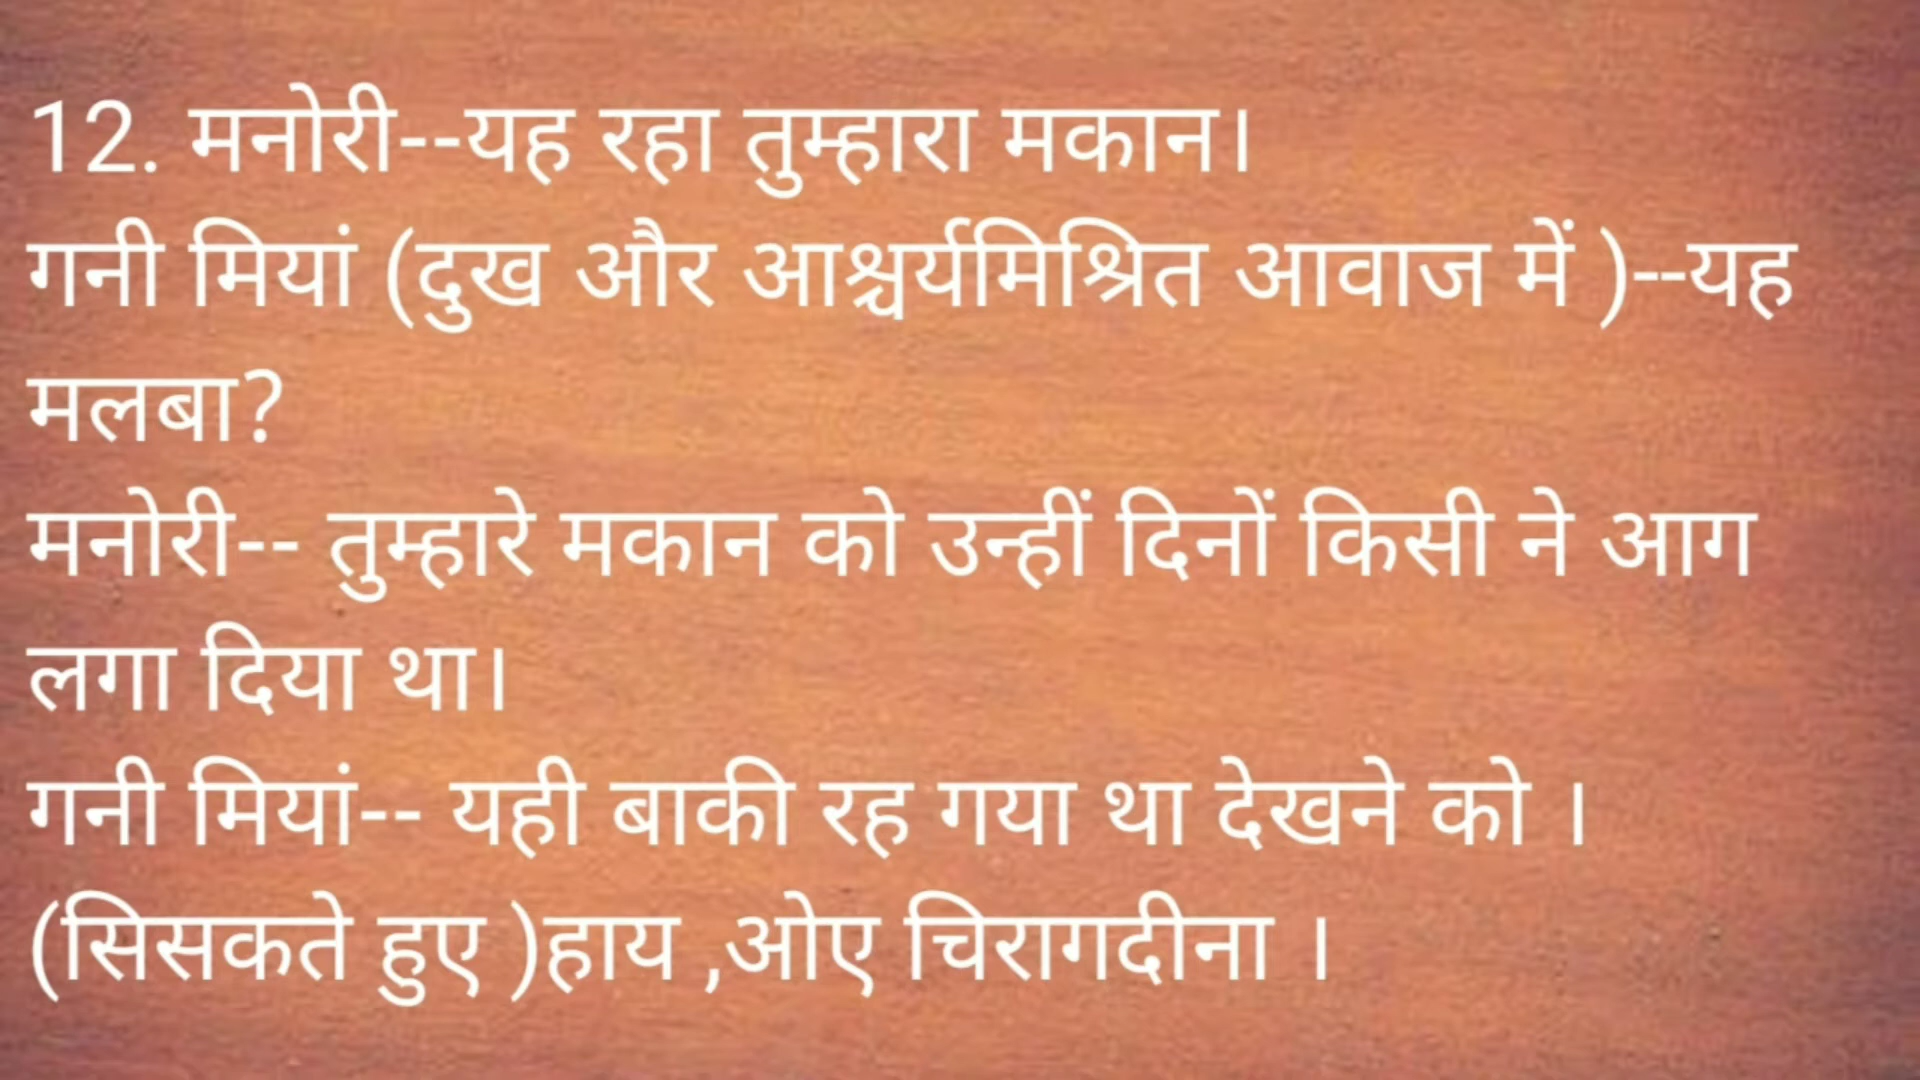 12. मनोरी--यह रहा तुम्हारा मकान।
गनी मियां (दुख और आश्चर्यमिश्रित आवाज में )--यह
मलबा?
मनोरी-- तुम्हारे मकान को उन्हीं दिनों किसी ने आग
लगा दिया था।
गनी मियां-- यही बाकी रह गया था देखने को ।
(सिसकते हुए )हाय ,ओए चिरागदीना ।